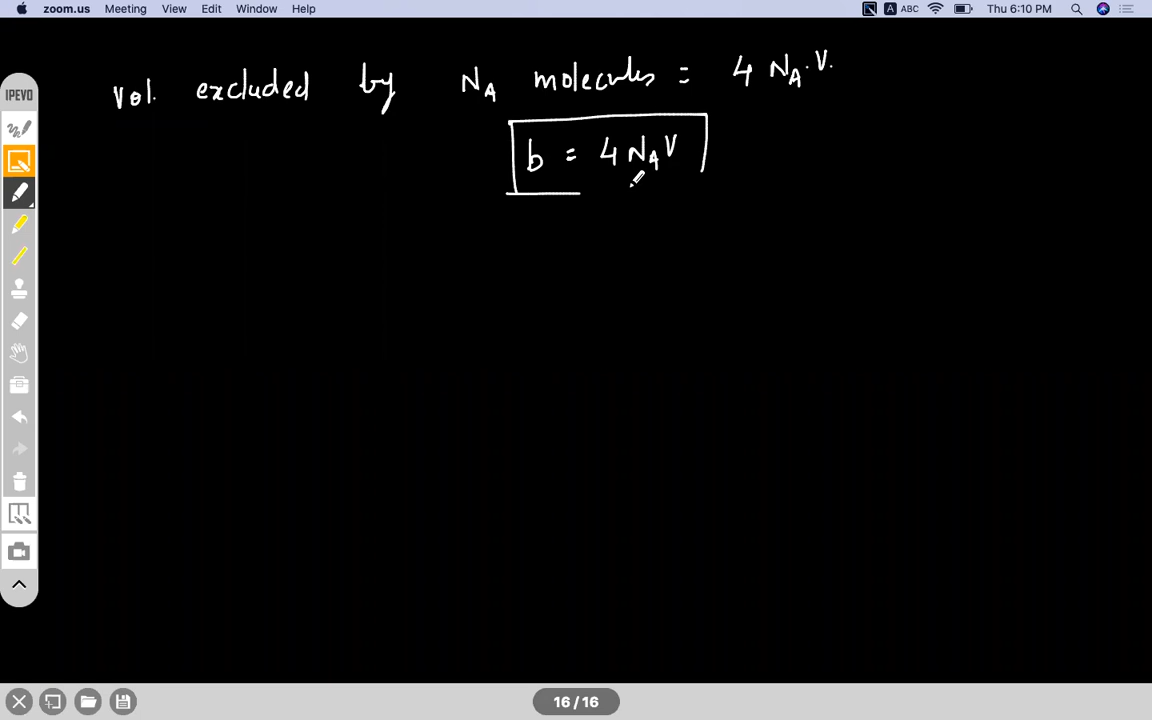 zoom.us Meeting View Edit Window Help A ABC Thu 6:10 PM
IPEVO
Vol. excluded by N_A molecules = 4 N_A . V.
b = 4 N_A V
16 / 16